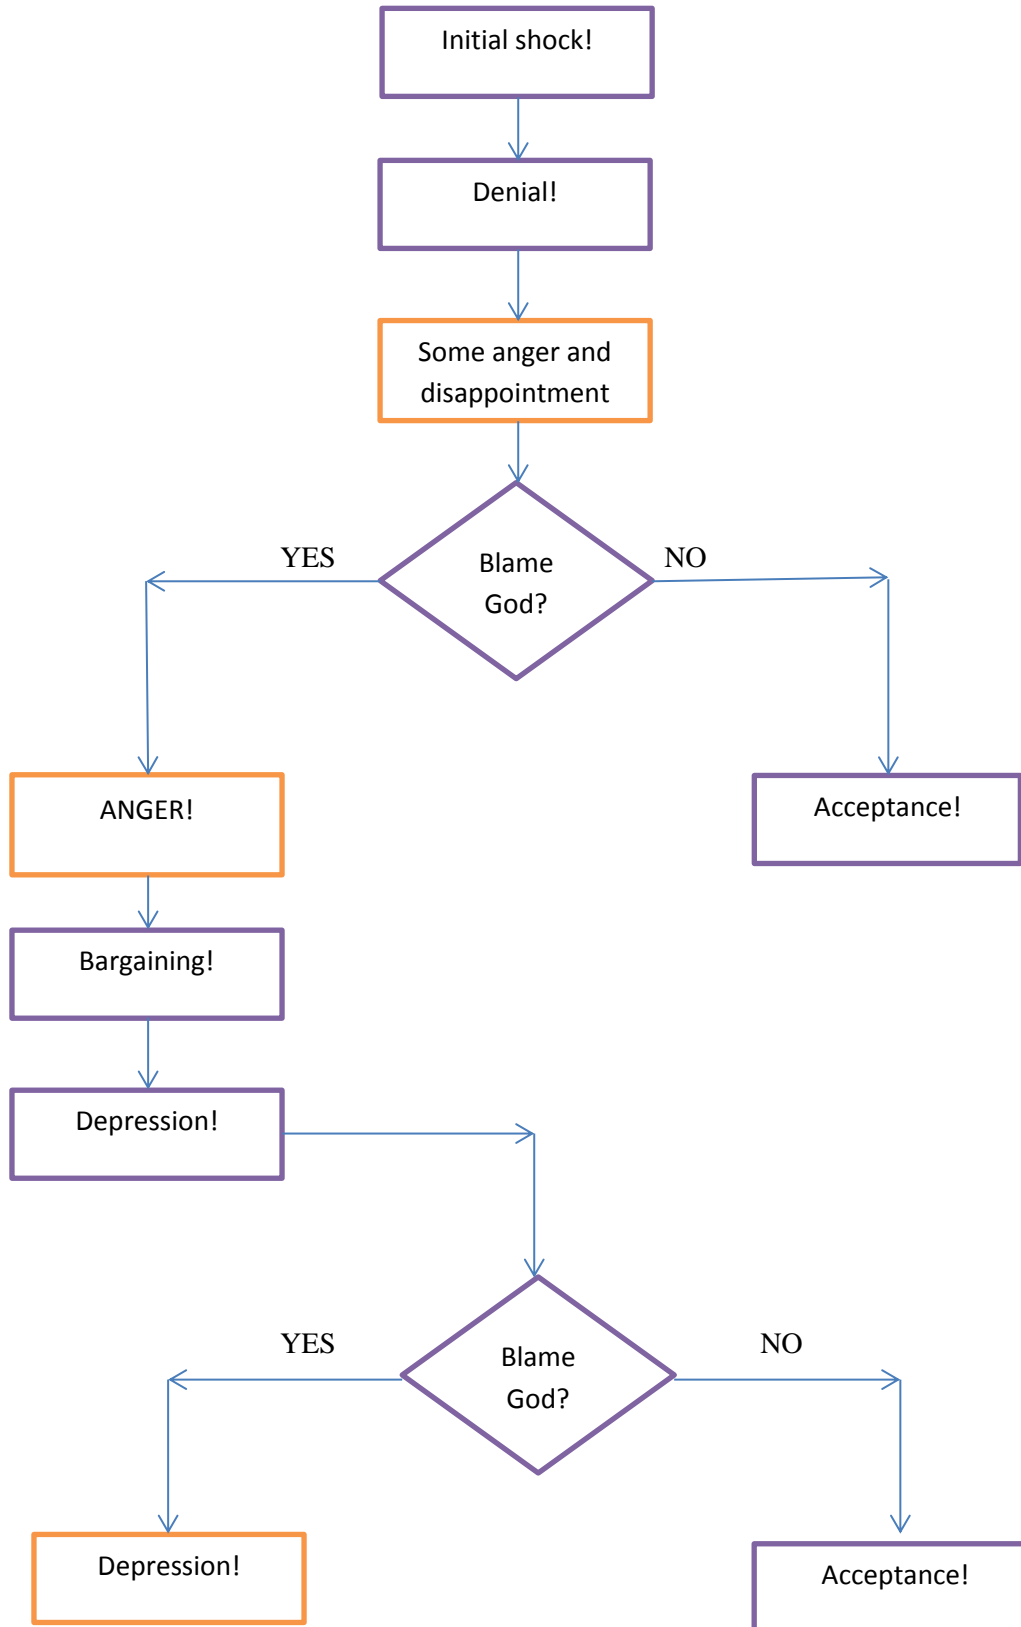 Initial shock!
Denial!
Some anger and
disappointment
YES
Blame
God?
NO
ANGER!
Acceptance!
Bargaining!
Depression!
YES
Blame
God?
NO
Depression!
Acceptance!